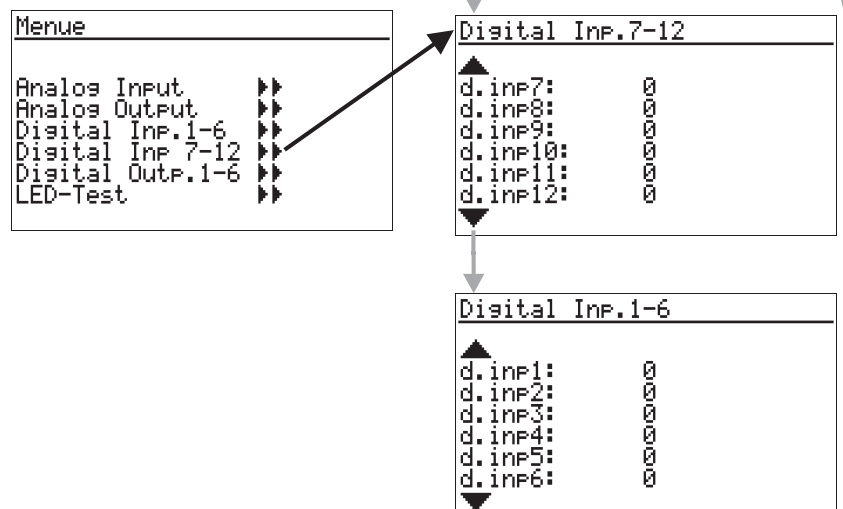 Menue
Analog Input
Analog Output
Digital Inp.1-6
Digital Inp 7-12
Digital Outp.1-6
LED-Test
Digital Inp.7-12
d.inp7: 0
d.inp8: 0
d.inp9: 0
d.inp10: 0
d.inp11: 0
d.inp12: 0
Digital Inp.1-6
d.inp1: 0
d.inp2: 0
d.inp3: 0
d.inp4: 0
d.inp5: 0
d.inp6: 0